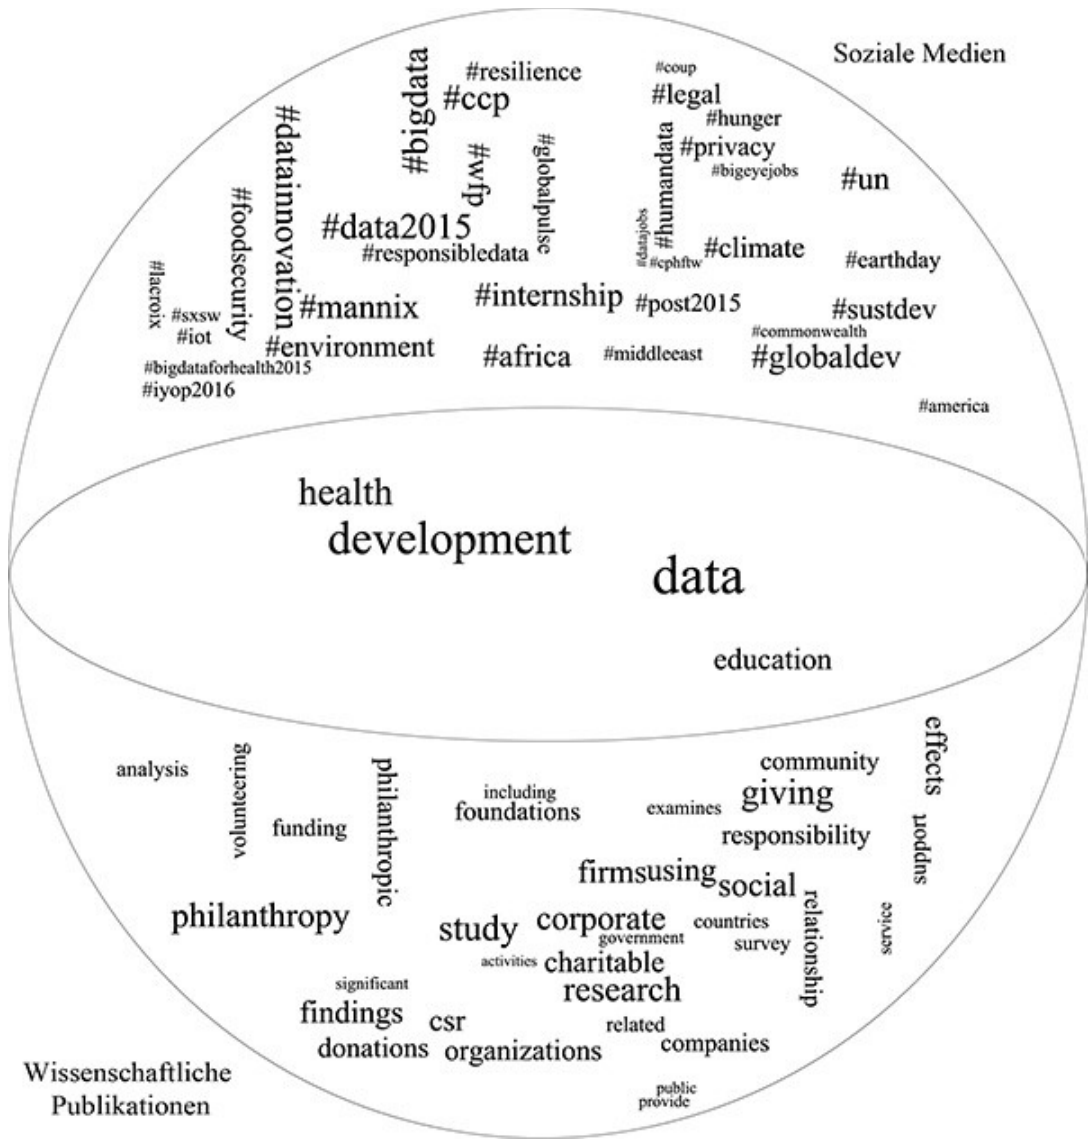 Soziale Medien
#bigdata
#resilience
#ccp
#coup
#legal
#hunger
#privacy
#bigeyejobs
#datainnovation
#wfp
#globalpulse
#humandata
#un
#foodsecurity
#data2015
#responsibledata
#datajobs
#cphftw
#climate
#earthday
#lacroix
#sxsw
#iot
#mannix
#internship
#post2015
#sustdev
#environment
#africa
#middleeast
#commonwealth
#globaldev
#bigdataforhealth2015
#iyop2016
#america
health
development
data
education
effects
analysis
volunteering
philanthropic
community
including
giving
funding
foundations
examines
responsibility
support
firms
using
social
philanthropy
study
corporate
countries
relationship
service
government
survey
activities
charitable
significant
research
findings
csr
related
donations
organizations
companies
public
provide
Wissenschaftliche
Publikationen